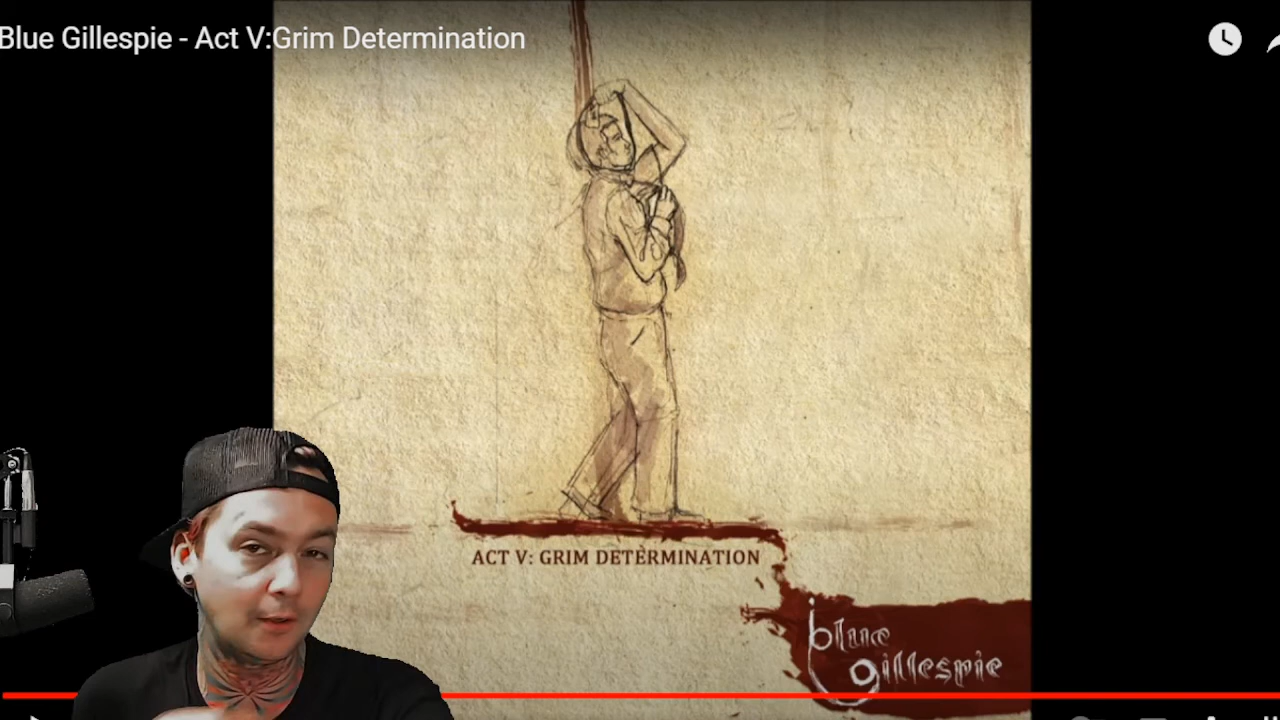 Blue Gillespie - Act V:Grim Determination
ACT V: GRIM DETERMINATION
blue
gillespie